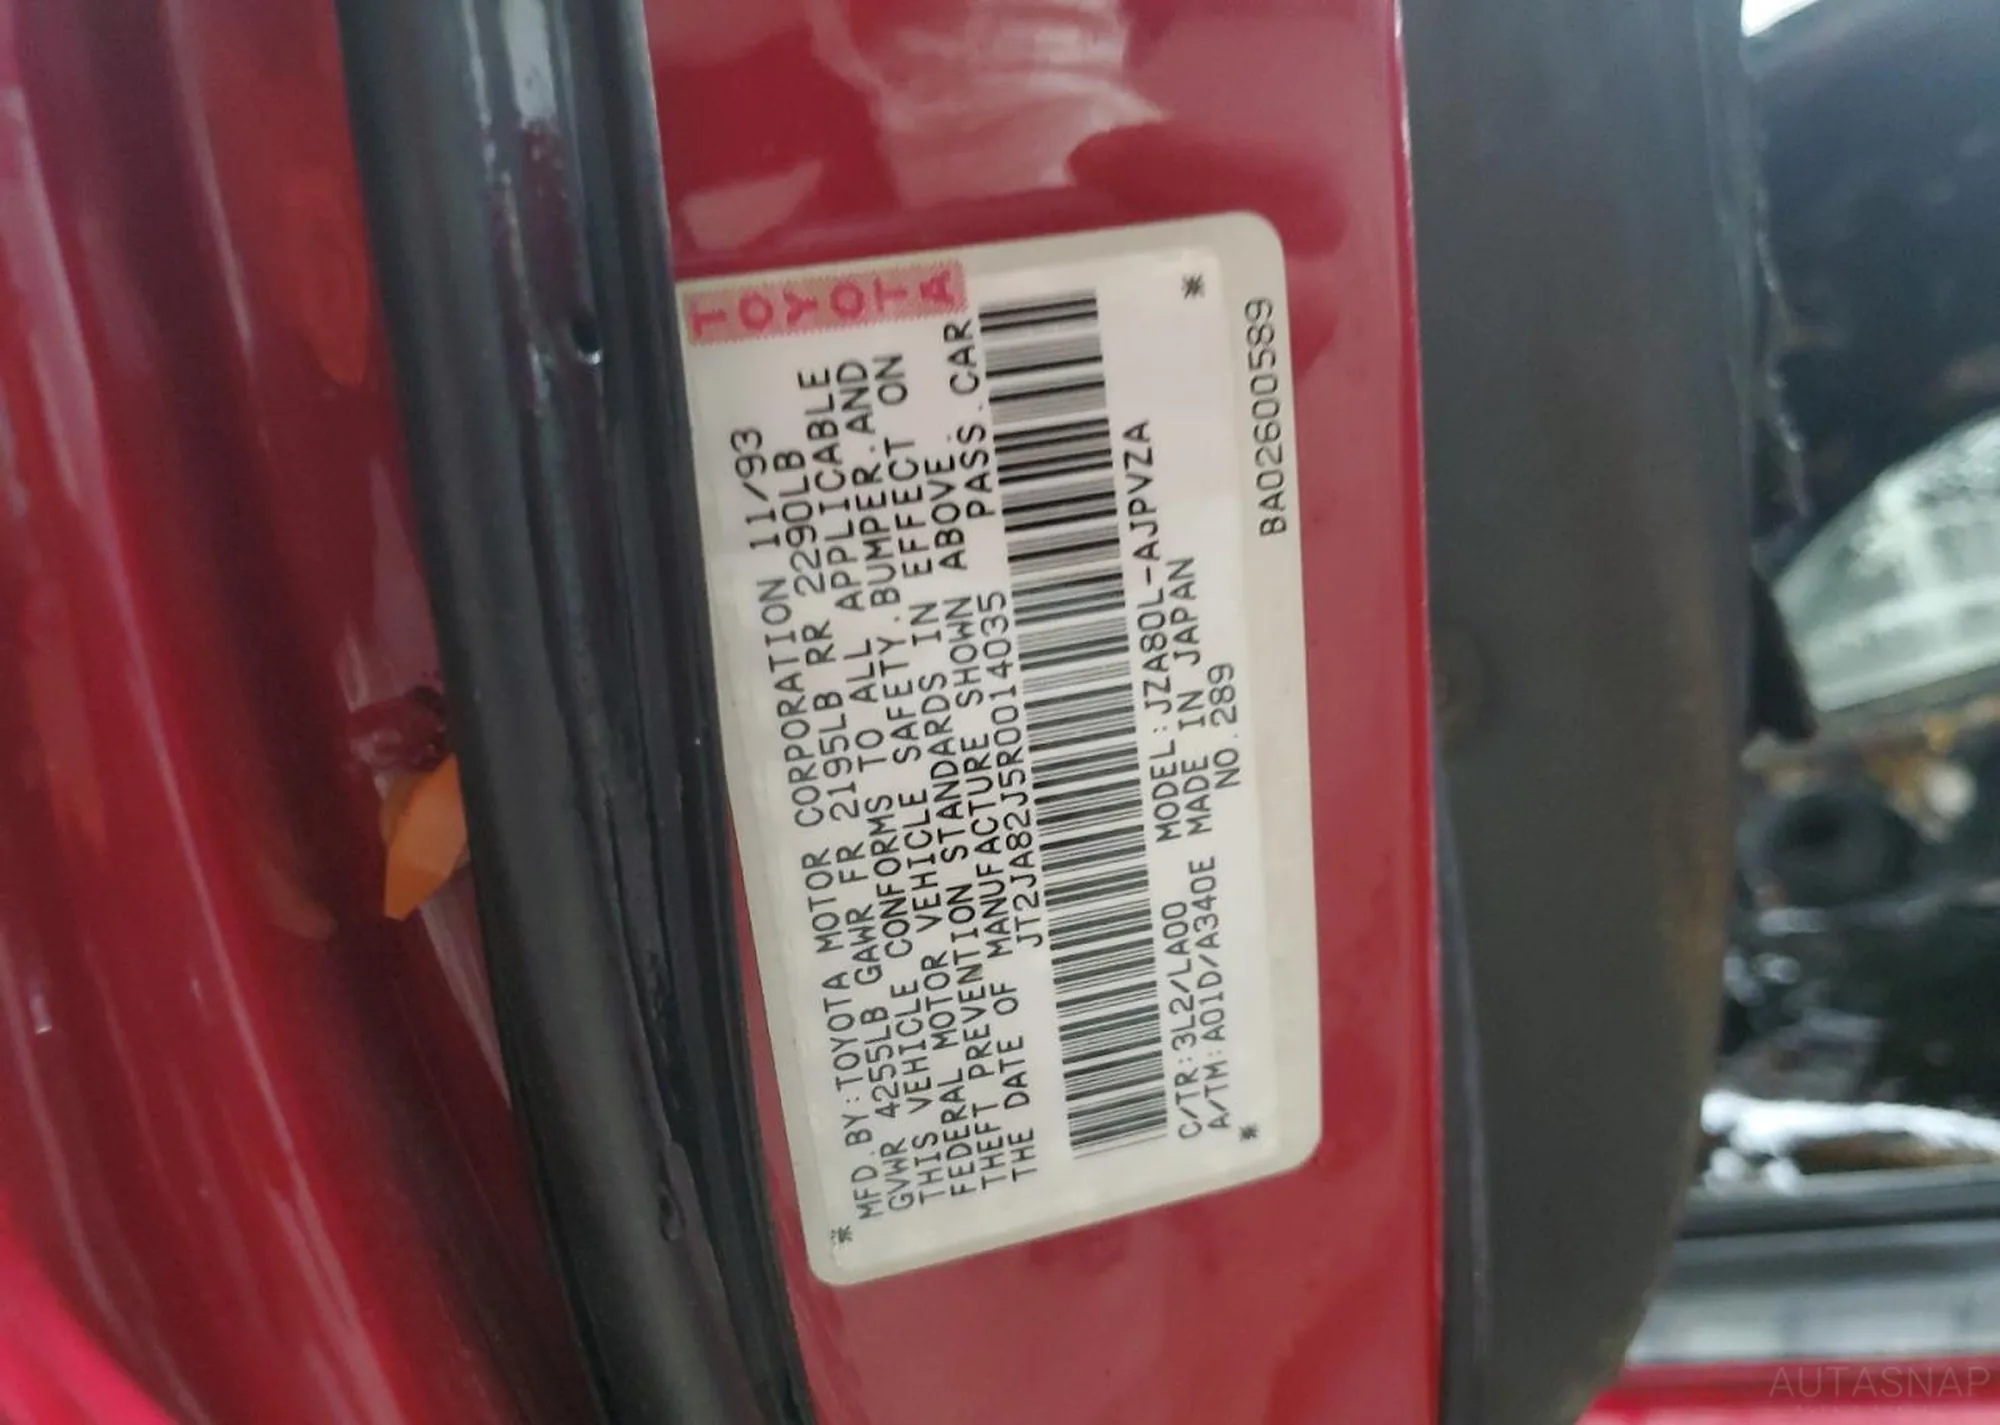 TOYOTA
MFD.BY:TOYOTA MOTOR CORPORATION 11/93
GVWR 4255LB GAWR FR 2195LB RR 2290LB
THIS VEHICLE CONFORMS TO ALL APPLICABLE
FEDERAL MOTOR VEHICLE SAFETY.BUMPER.AND
THEFT PREVENTION STANDARDS IN EFFECT ON
THE DATE OF MANUFACTURE SHOWN ABOVE.
JT2JA82J5R0014035 PASS.CAR
C/TR:3L2/LA00 MODEL:JZA80L-AJPVZA
A/TM:A01D/A340E MADE IN JAPAN
NO.289
BA02600589
AUTASNAP